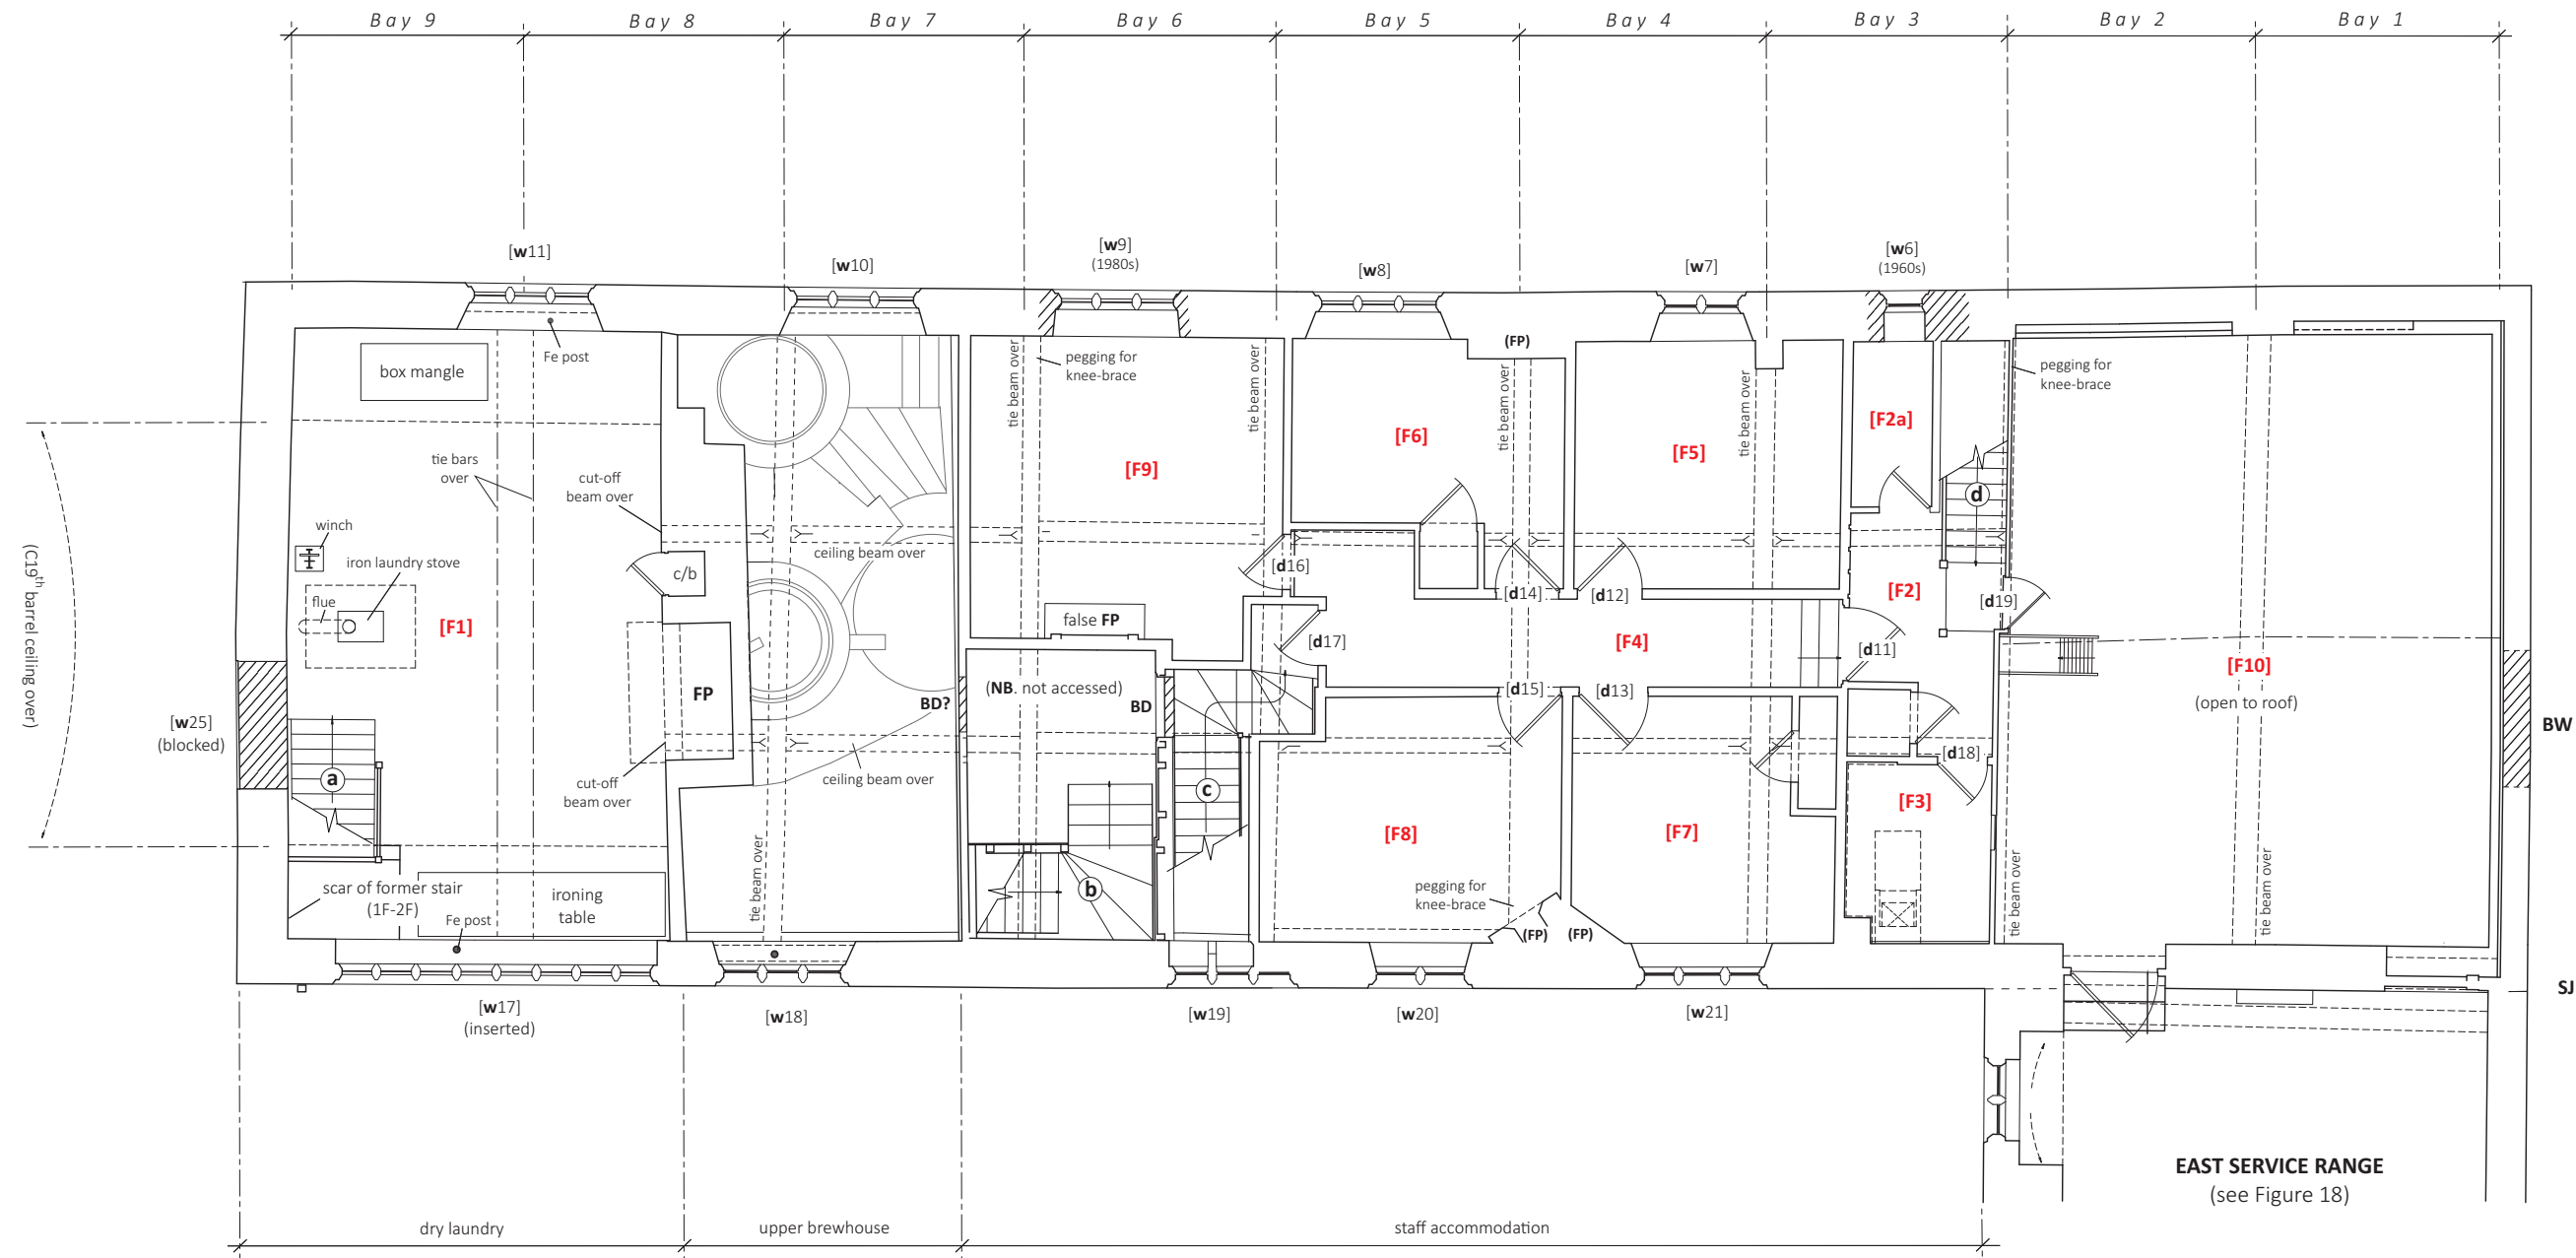 Bay 9
Bay 8
Bay 7
Bay 6
Bay 5
Bay 4
Bay 3
Bay 2
Bay 1
[w11]
[w10]
[w9]
(1980s)
[w8]
[w7]
[w6]
(1960s)
Fe post
box mangle
tie beam over
pegging for
knee-brace
tie beam over
(FP)
tie beam over
tie beam over
pegging for
knee-brace
[F2a]
[F6]
[F5]
[F9]
tie bars
over
cut-off
beam over
d
winch
iron laundry stove
flue
[F1]
c/b
ceiling beam over
[d16]
[d14]
[d12]
[F2]
[d19]
false FP
[d17]
[F4]
[d11]
[F10]
(open to roof)
(C19th barrel ceiling over)
FP
(NB. not accessed)
BD?
BD
[d15]
[d13]
[w25]
(blocked)
BW
a
cut-off
beam over
ceiling beam over
c
[d18]
[F3]
[F8]
[F7]
scar of former stair
(1F-2F)
ironing
table
Fe post
tie beam over
b
pegging for
knee-brace
(FP)
(FP)
tie beam over
tie beam over
SJ
[w17]
(inserted)
[w18]
[w19]
[w20]
[w21]
EAST SERVICE RANGE
(see Figure 18)
dry laundry
upper brewhouse
staff accommodation